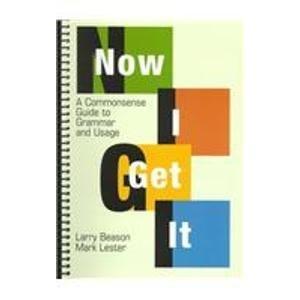 Now
A Commonsense
Guide to
Grammar
and Usage
I
Get
It
Larry Beason
Mark Lester